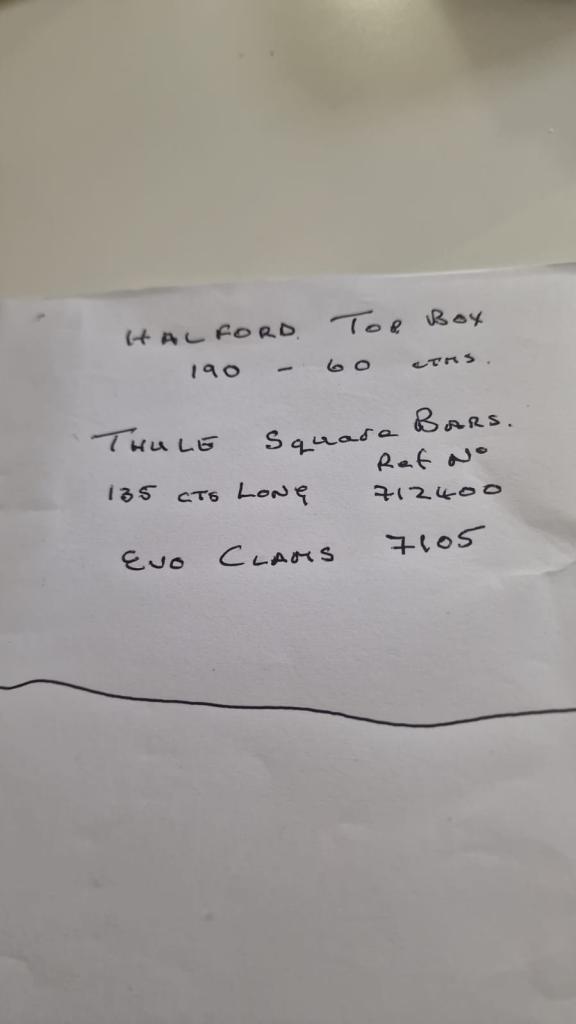 HALFORD. TOP BOX
190 - 60 CTMS.
THULE Square BARS.
Ref No
135 CTS LONG 712400
EVO CLAMS 7105